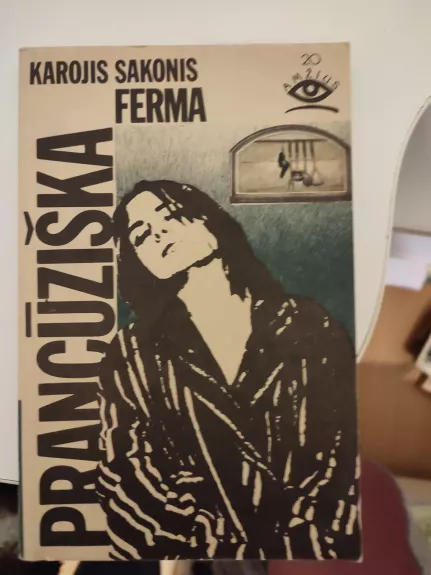 KAROJIS SAKONIS
FERMA
PRANCŪZIŠKA
20
AMŽIUS